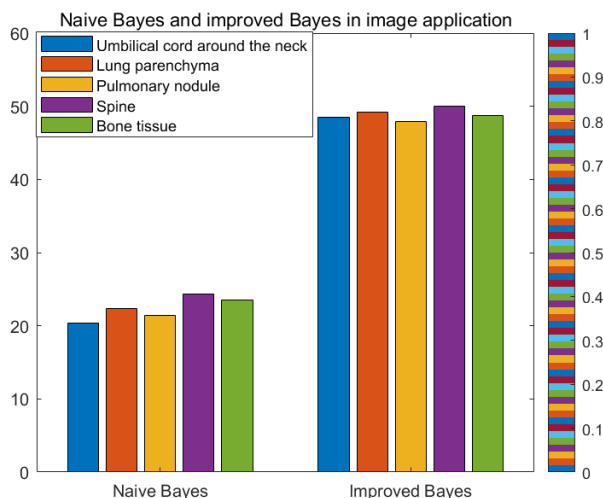 Naive Bayes and improved Bayes in image application
60
50
40
30
20
10
0
Umbilical cord around the neck
Lung parenchyma
Pulmonary nodule
Spine
Bone tissue
Naive Bayes
Improved Bayes
1
0.9
0.8
0.7
0.6
0.5
0.4
0.3
0.2
0.1
0